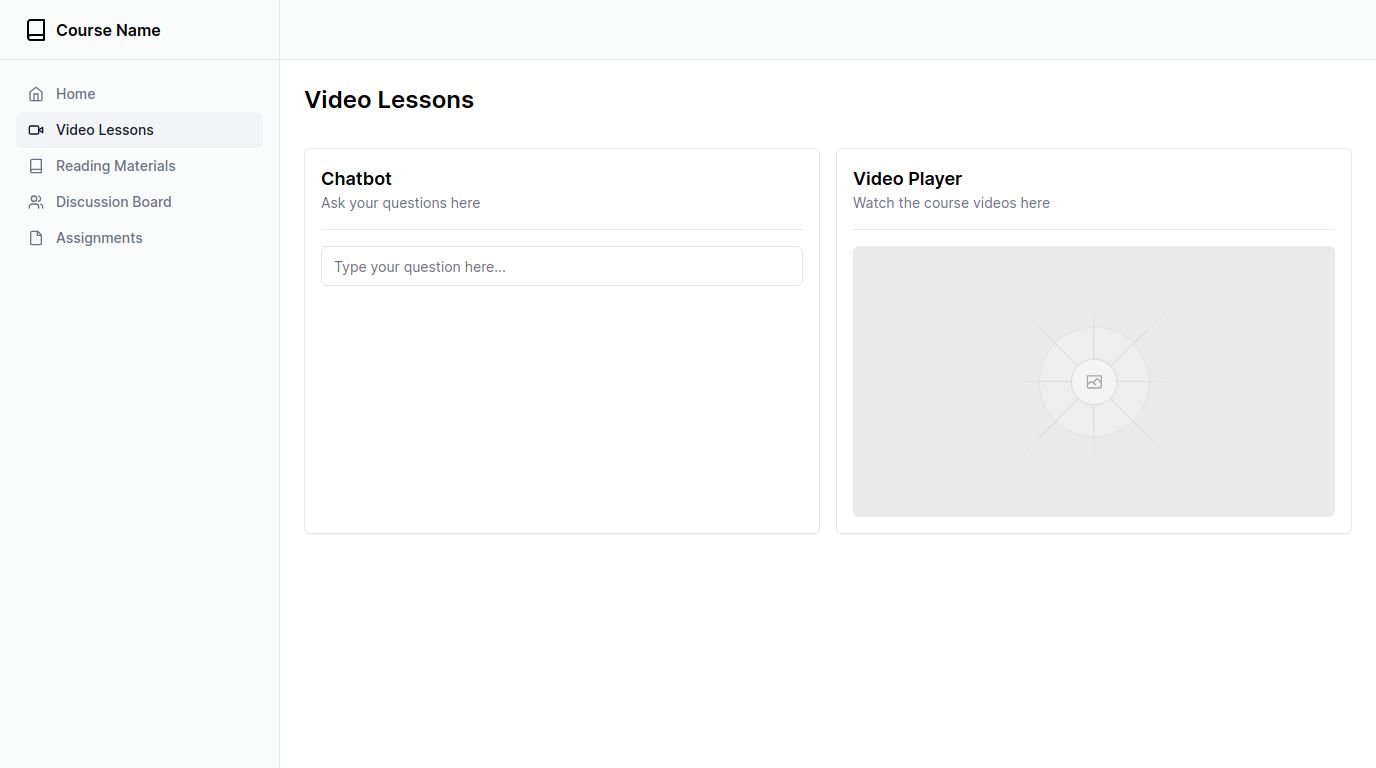 Course Name
Home
Video Lessons
Reading Materials
Discussion Board
Assignments
Video Lessons
Chatbot
Ask your questions here
Type your question here...
Video Player
Watch the course videos here